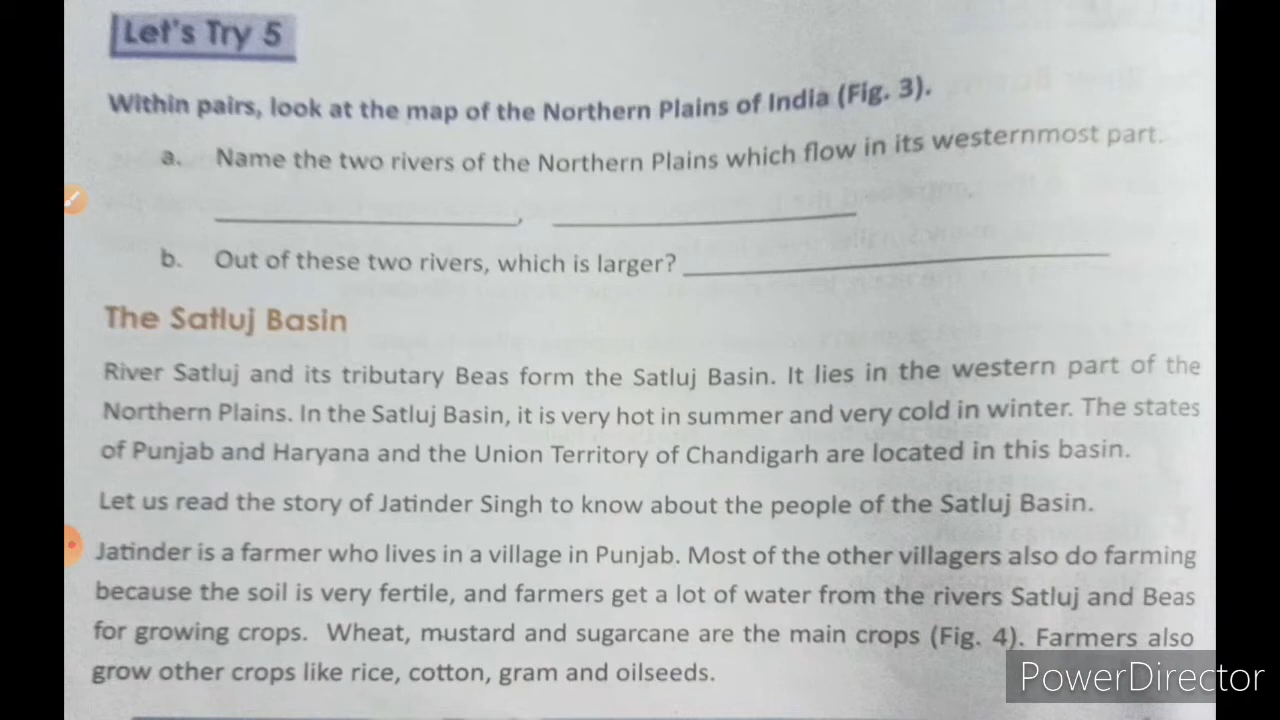 Let's Try 5
Within pairs, look at the map of the Northern Plains of India (Fig. 3).
a. Name the two rivers of the Northern Plains which flow in its westernmost part.
____________________, ____________________
b. Out of these two rivers, which is larger? ____________________
The Satluj Basin
River Satluj and its tributary Beas form the Satluj Basin. It lies in the western part of the
Northern Plains. In the Satluj Basin, it is very hot in summer and very cold in winter. The states
of Punjab and Haryana and the Union Territory of Chandigarh are located in this basin.
Let us read the story of Jatinder Singh to know about the people of the Satluj Basin.
Jatinder is a farmer who lives in a village in Punjab. Most of the other villagers also do farming
because the soil is very fertile, and farmers get a lot of water from the rivers Satluj and Beas
for growing crops. Wheat, mustard and sugarcane are the main crops (Fig. 4). Farmers also
grow other crops like rice, cotton, gram and oilseeds.
PowerDirector